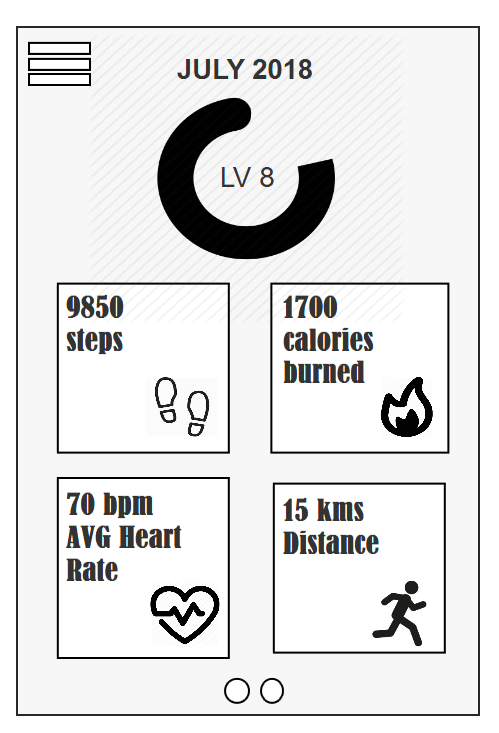 JULY 2018
LV 8
9850
steps
1700
calories
burned
70 bpm
AVG Heart
Rate
15 kms
Distance